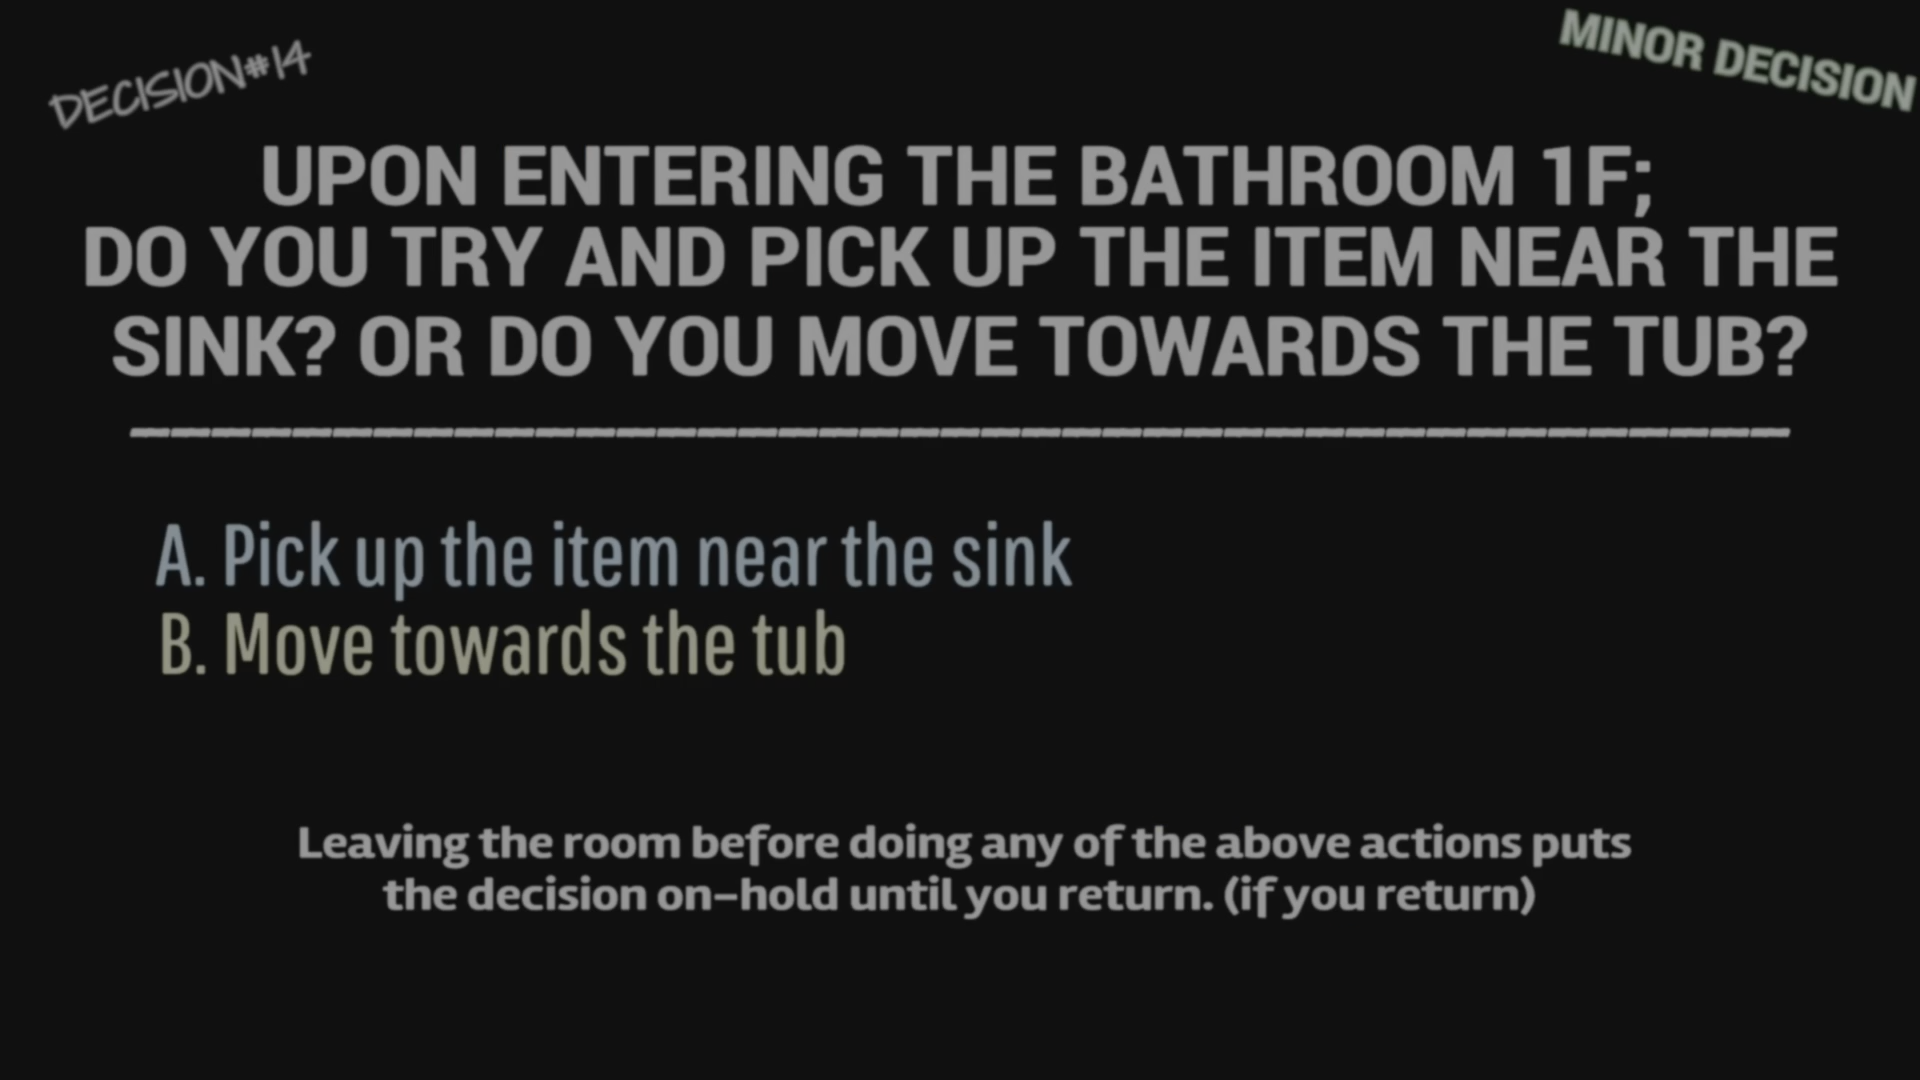 DECISION#14
MINOR DECISION
UPON ENTERING THE BATHROOM 1F;
DO YOU TRY AND PICK UP THE ITEM NEAR THE
SINK? OR DO YOU MOVE TOWARDS THE TUB?
A. Pick up the item near the sink
B. Move towards the tub
Leaving the room before doing any of the above actions puts
the decision on-hold until you return. (if you return)